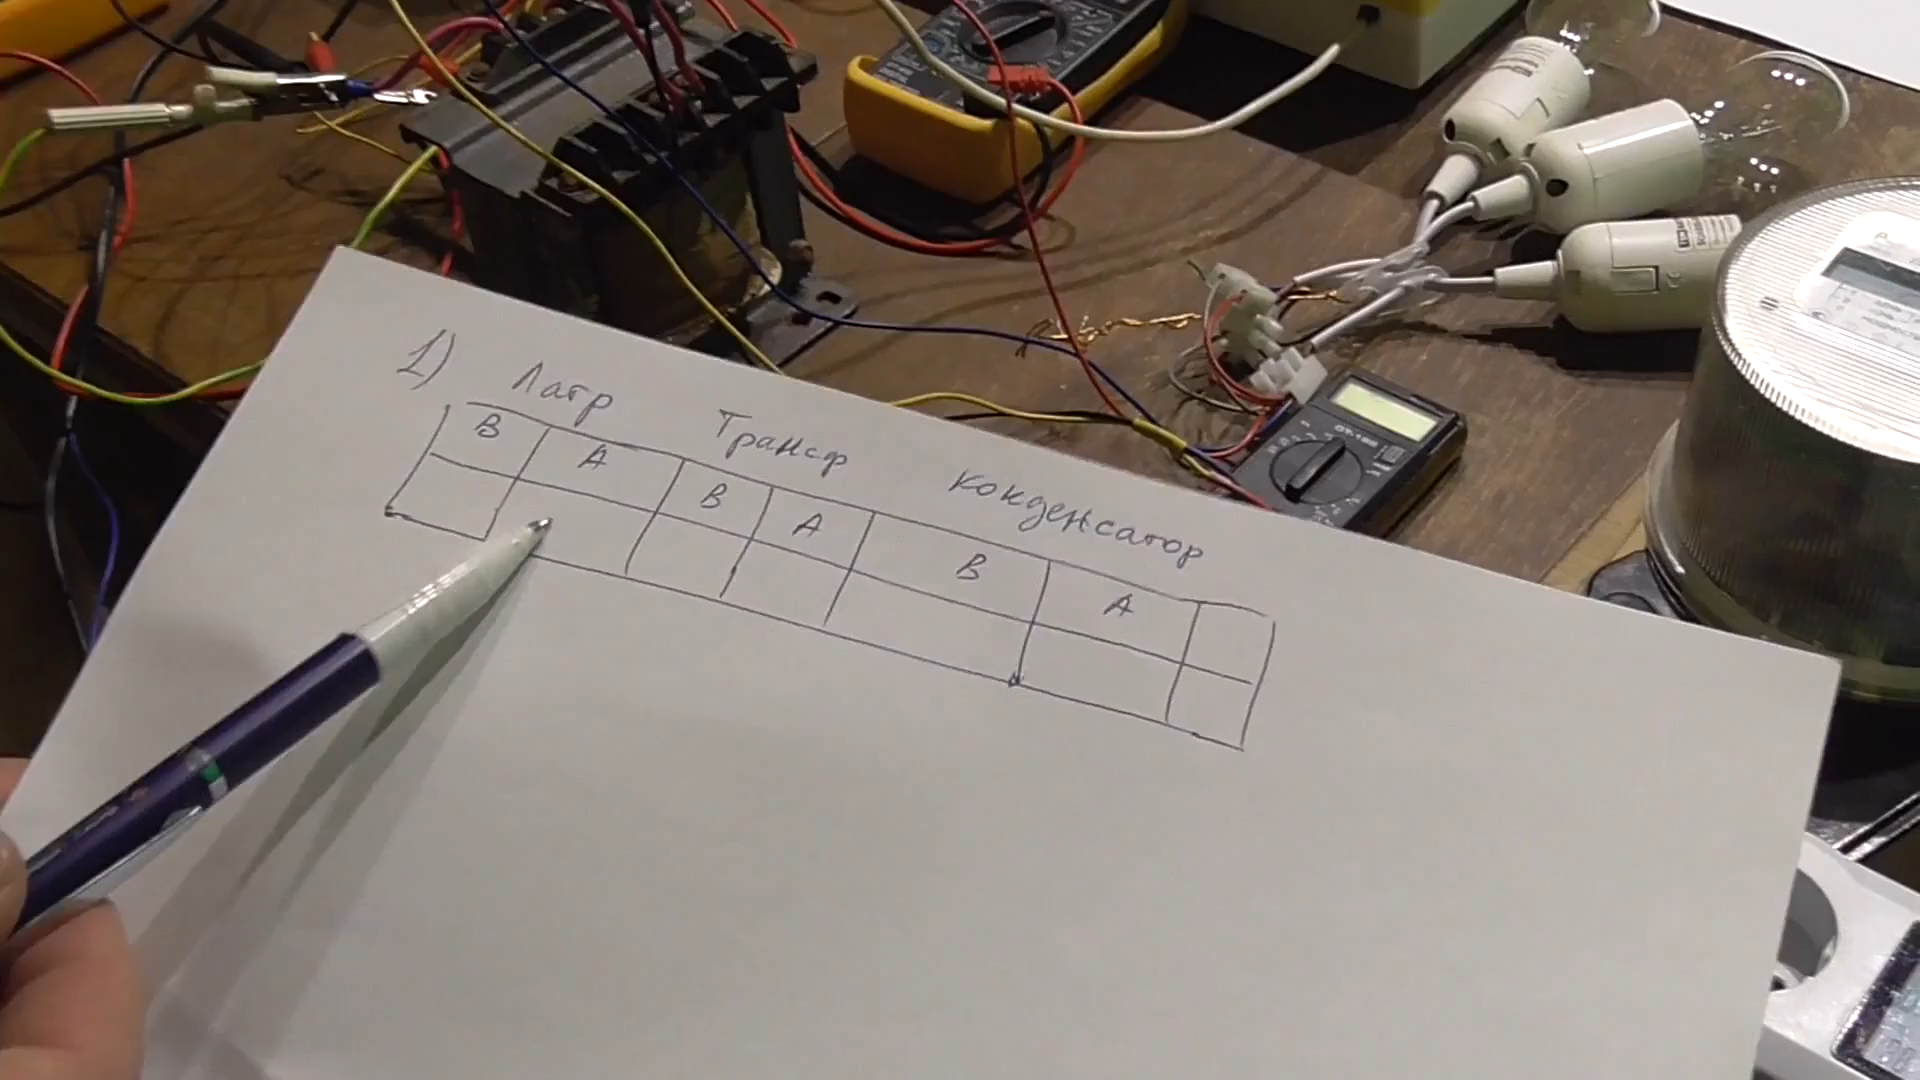 1) Латр Трансф конденсатор
В А В А В А